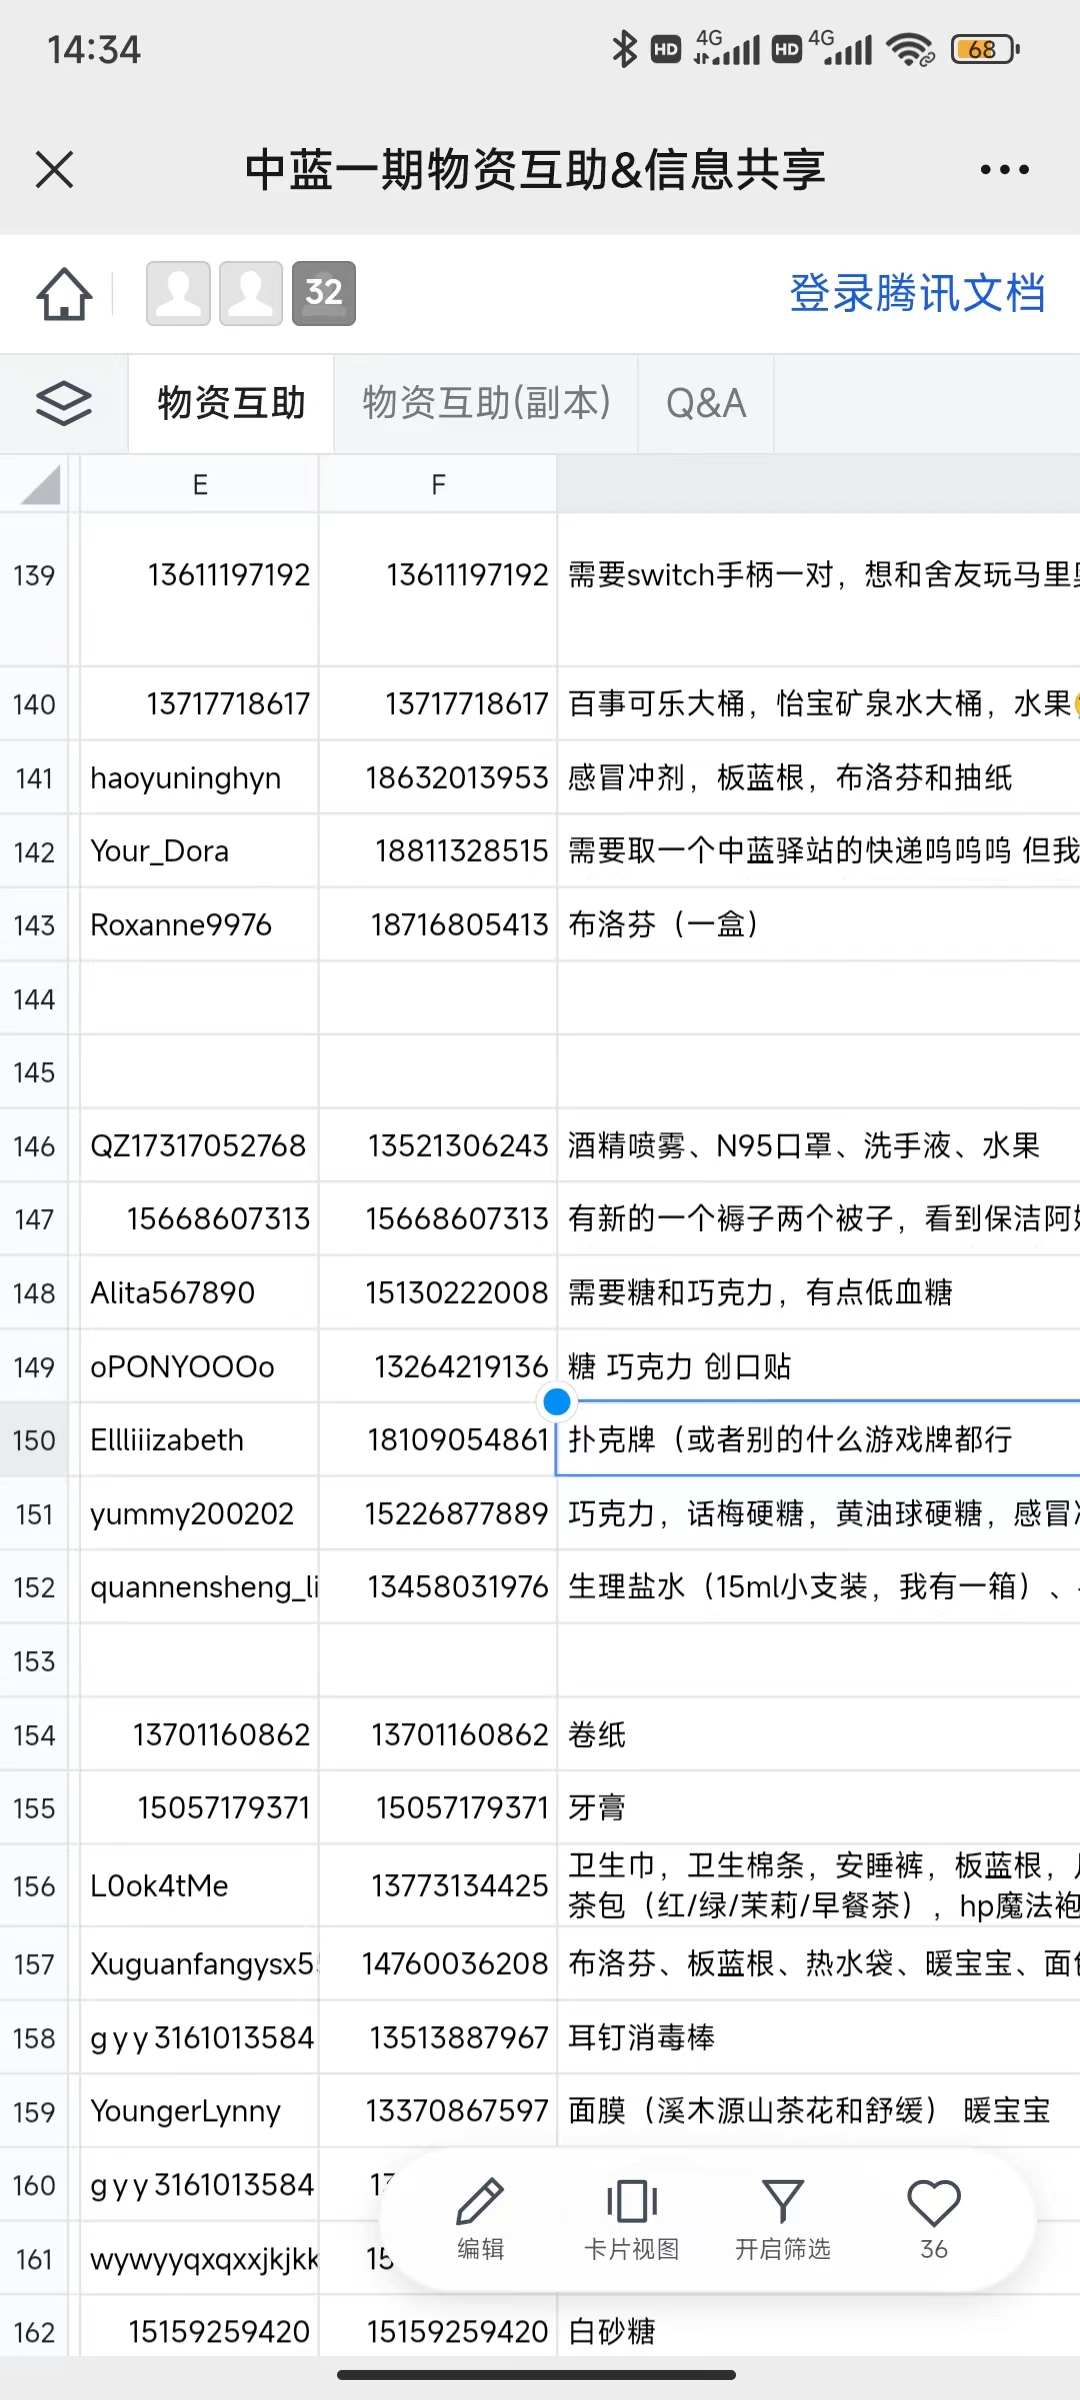 14:34
HD 4G HD 4G 68
中蓝一期物资互助&信息共享
32 登录腾讯文档
物资互助 物资互助(副本) Q&A
E F
139 13611197192 13611197192 需要switch手柄一对，想和舍友玩马里
140 13717718617 13717718617 百事可乐大桶，怡宝矿泉水大桶，水果
141 haoyuninghyn 18632013953 感冒冲剂，板蓝根，布洛芬和抽纸
142 Your_Dora 18811328515 需要取一个中蓝驿站的快递呜呜呜 但我
143 Roxanne9976 18716805413 布洛芬（一盒）
144
145
146 QZ17317052768 13521306243 酒精喷雾、N95口罩、洗手液、水果
147 15668607313 15668607313 有新的一个褥子两个被子，看到保洁阿
148 Alita567890 15130222008 需要糖和巧克力，有点低血糖
149 oPONYOOOo 13264219136 糖 巧克力 创口贴
150 Ellliiizabeth 18109054861 扑克牌（或者别的什么游戏牌都行
151 yummy200202 15226877889 巧克力，话梅硬糖，黄油球硬糖，感冒
152 quannensheng_li 13458031976 生理盐水（15ml小支装，我有一箱）、
153
154 13701160862 13701160862 卷纸
155 15057179371 15057179371 牙膏
156 L0ok4tMe 13773134425 卫生巾，卫生棉条，安睡裤，板蓝根，
茶包（红/绿/茉莉/早餐茶），hp魔法袍
157 Xuguanfangysx5 14760036208 布洛芬、板蓝根、热水袋、暖宝宝、面包
158 gyy3161013584 13513887967 耳钉消毒棒
159 YoungerLynny 13370867597 面膜（溪木源山茶花和舒缓） 暖宝宝
160 gyy3161013584
161 wywyyqxqxxjkjkk 15
162 15159259420 15159259420 白砂糖
编辑 卡片视图 开启筛选 36